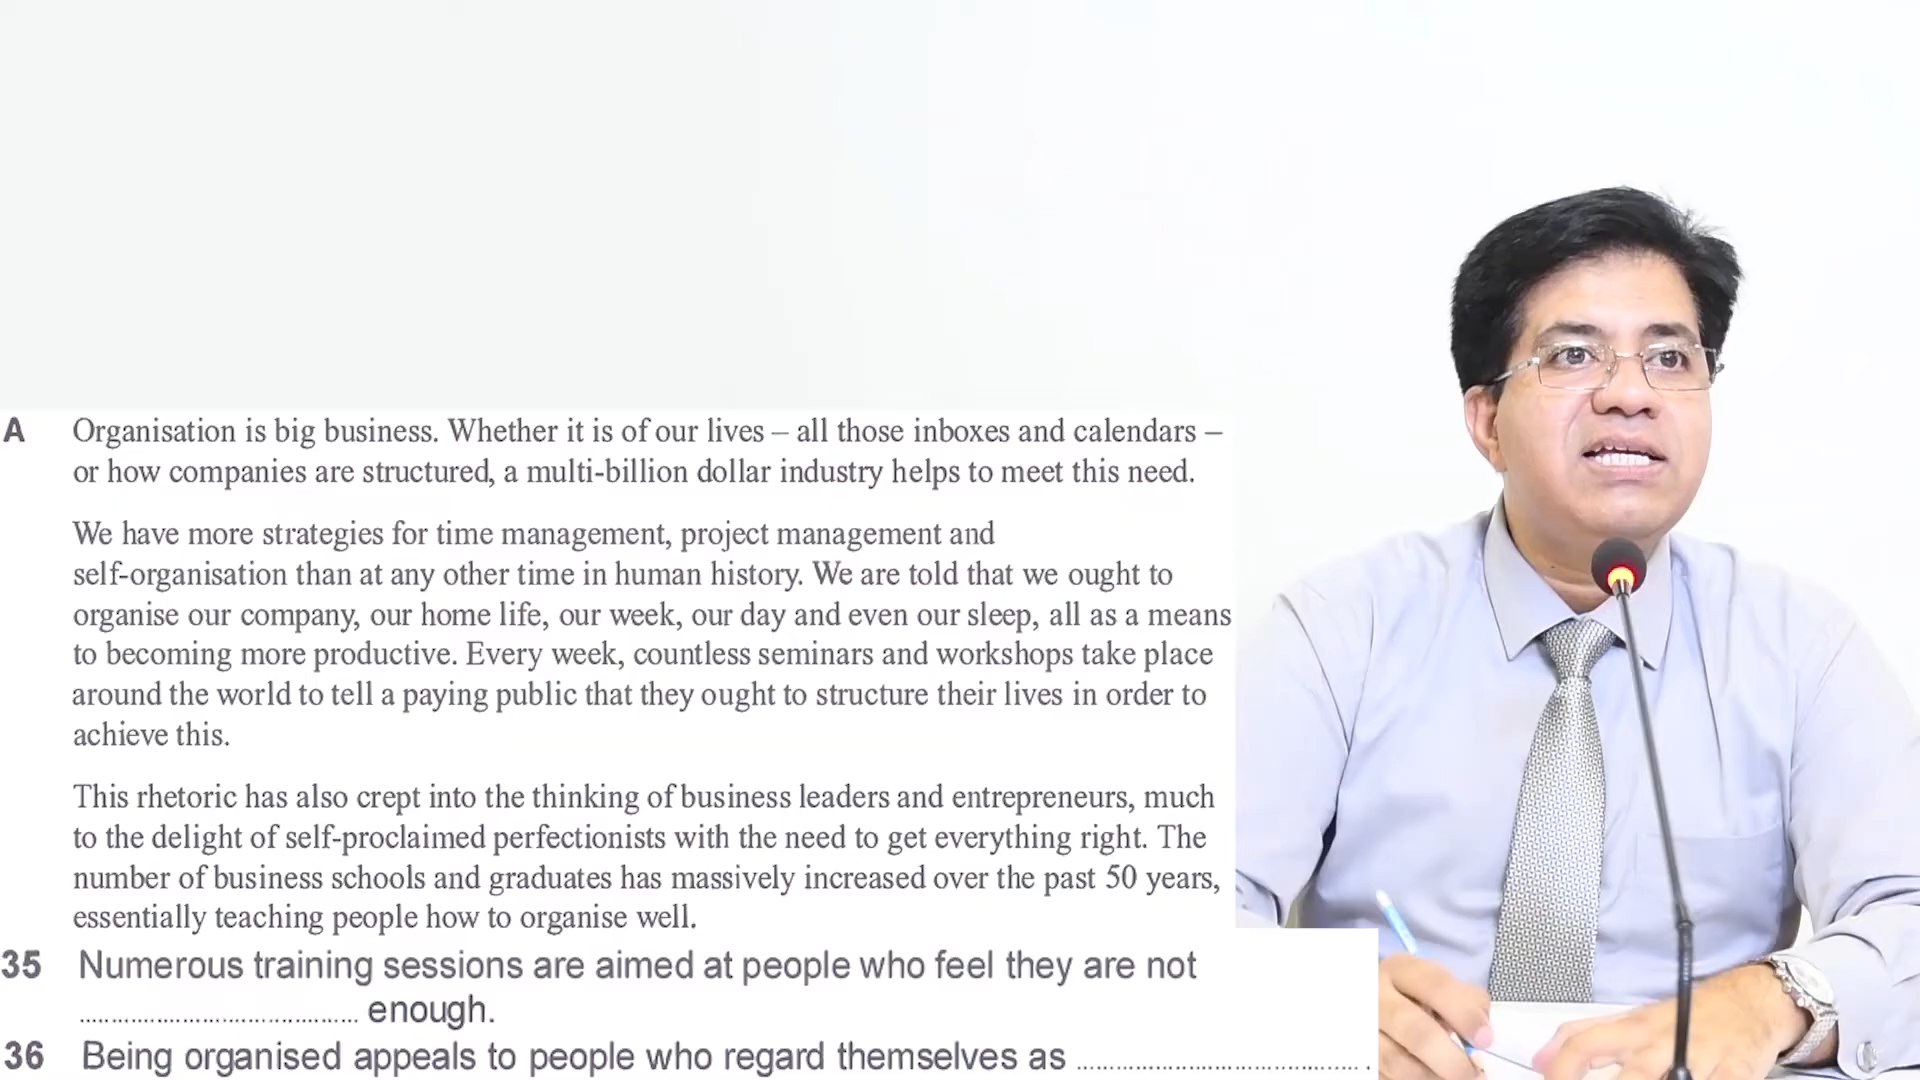 A Organisation is big business. Whether it is of our lives – all those inboxes and calendars –
or how companies are structured, a multi-billion dollar industry helps to meet this need.
We have more strategies for time management, project management and
self-organisation than at any other time in human history. We are told that we ought to
organise our company, our home life, our week, our day and even our sleep, all as a means
to becoming more productive. Every week, countless seminars and workshops take place
around the world to tell a paying public that they ought to structure their lives in order to
achieve this.
This rhetoric has also crept into the thinking of business leaders and entrepreneurs, much
to the delight of self-proclaimed perfectionists with the need to get everything right. The
number of business schools and graduates has massively increased over the past 50 years,
essentially teaching people how to organise well.
35 Numerous training sessions are aimed at people who feel they are not
........................................ enough.
36 Being organised appeals to people who regard themselves as ........................................ .